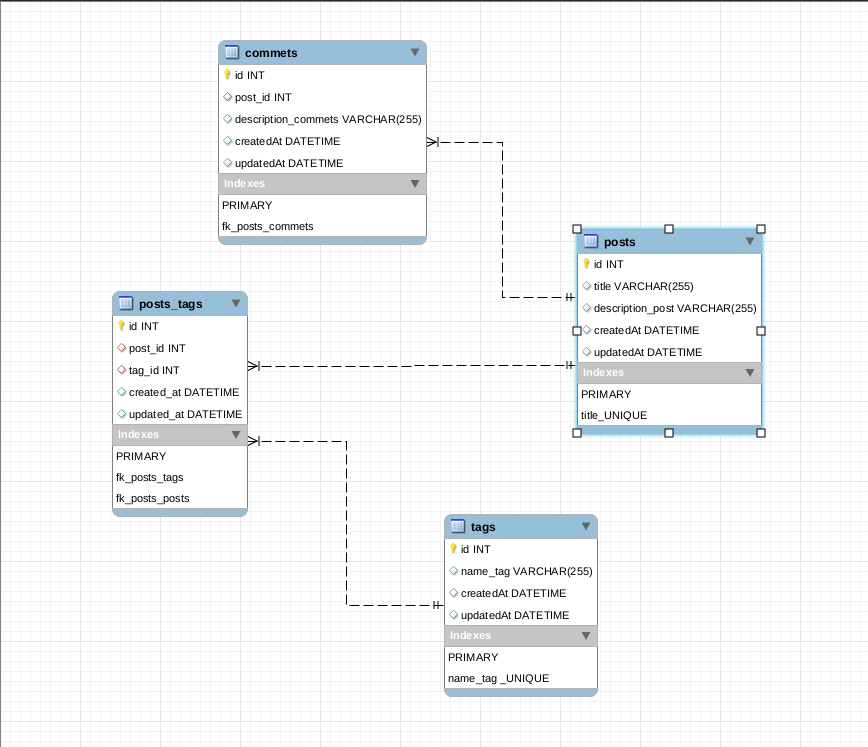 commets
id INT
post_id INT
description_commets VARCHAR(255)
createdAt DATETIME
updatedAt DATETIME
Indexes
PRIMARY
fk_posts_commets
posts
id INT
title VARCHAR(255)
description_post VARCHAR(255)
createdAt DATETIME
updatedAt DATETIME
Indexes
PRIMARY
title_UNIQUE
posts_tags
id INT
post_id INT
tag_id INT
created_at DATETIME
updated_at DATETIME
Indexes
PRIMARY
fk_posts_tags
fk_posts_posts
tags
id INT
name_tag VARCHAR(255)
createdAt DATETIME
updatedAt DATETIME
Indexes
PRIMARY
name_tag _UNIQUE